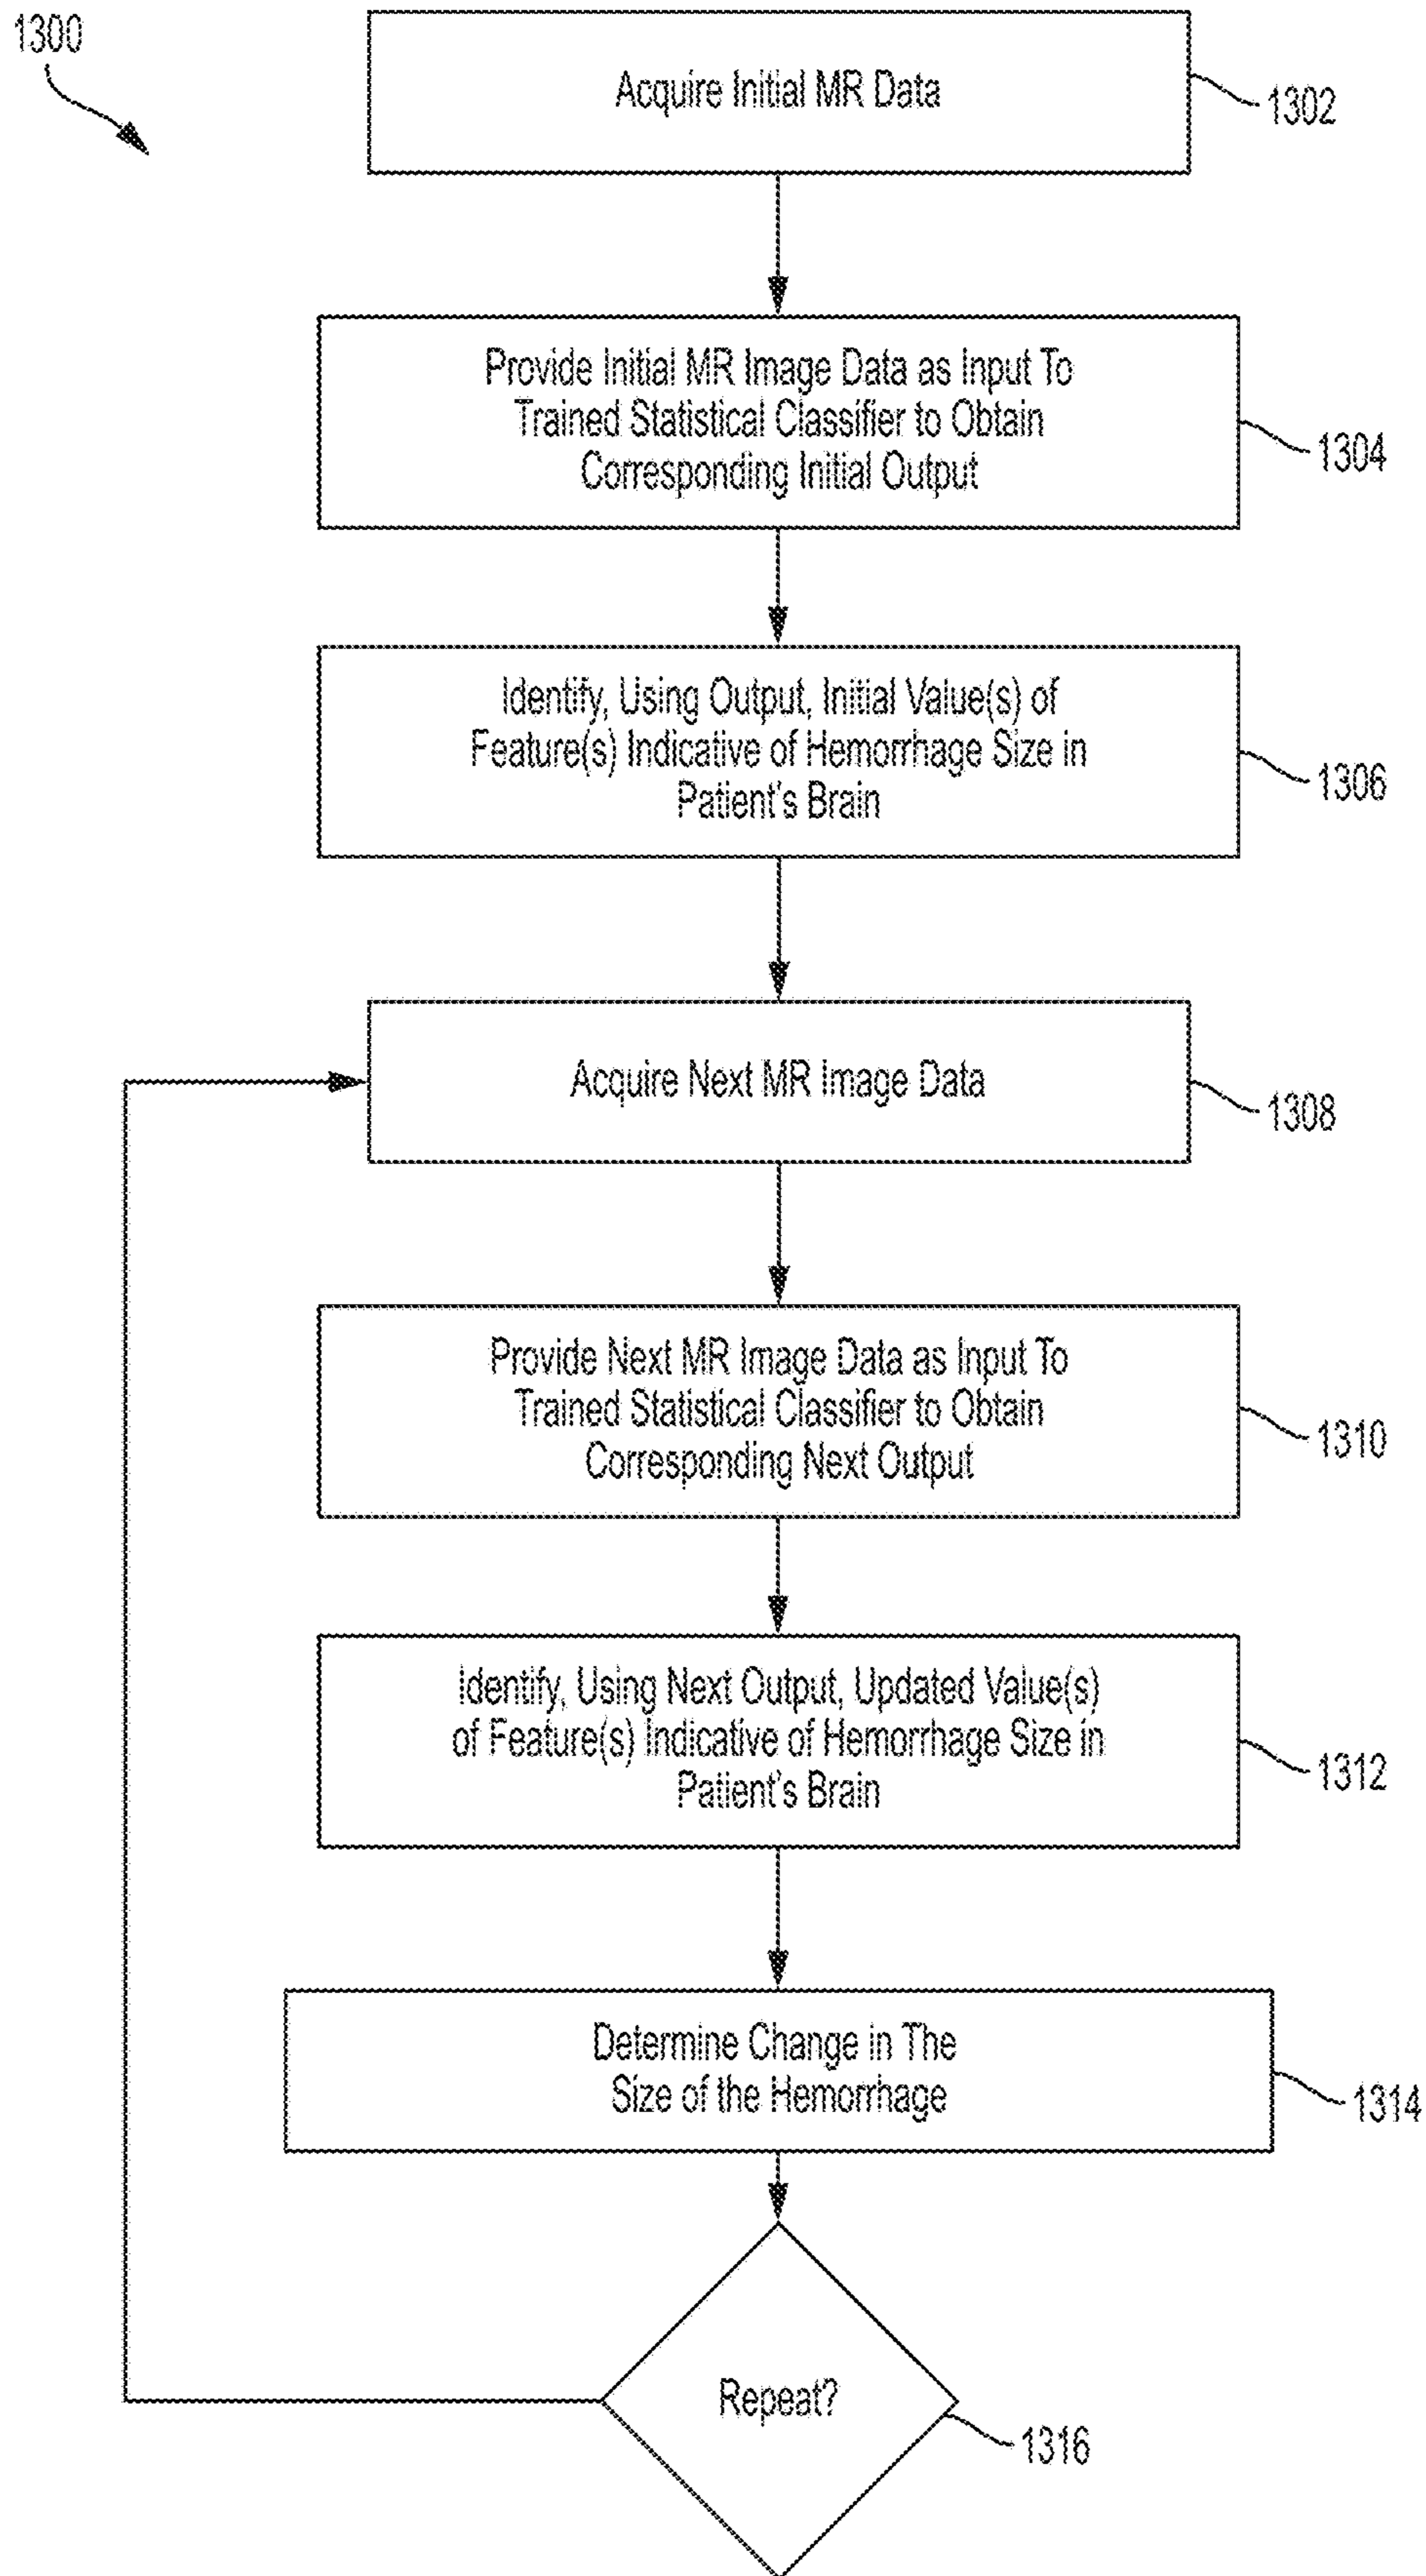 1300
Acquire Initial MR Data
1302
Provide Initial MR Image Data as Input To
Trained Statistical Classifier to Obtain
Corresponding Initial Output
1304
Identify, Using Output, Initial Value(s) of
Feature(s) Indicative of Hemorrhage Size in
Patient's Brain
1306
Acquire Next MR Image Data
1308
Provide Next MR Image Data as Input To
Trained Statistical Classifier to Obtain
Corresponding Next Output
1310
Identify, Using Next Output, Updated Value(s)
of Feature(s) Indicative of Hemorrhage Size in
Patient's Brain
1312
Determine Change in The
Size of the Hemorrhage
1314
Repeat?
1316